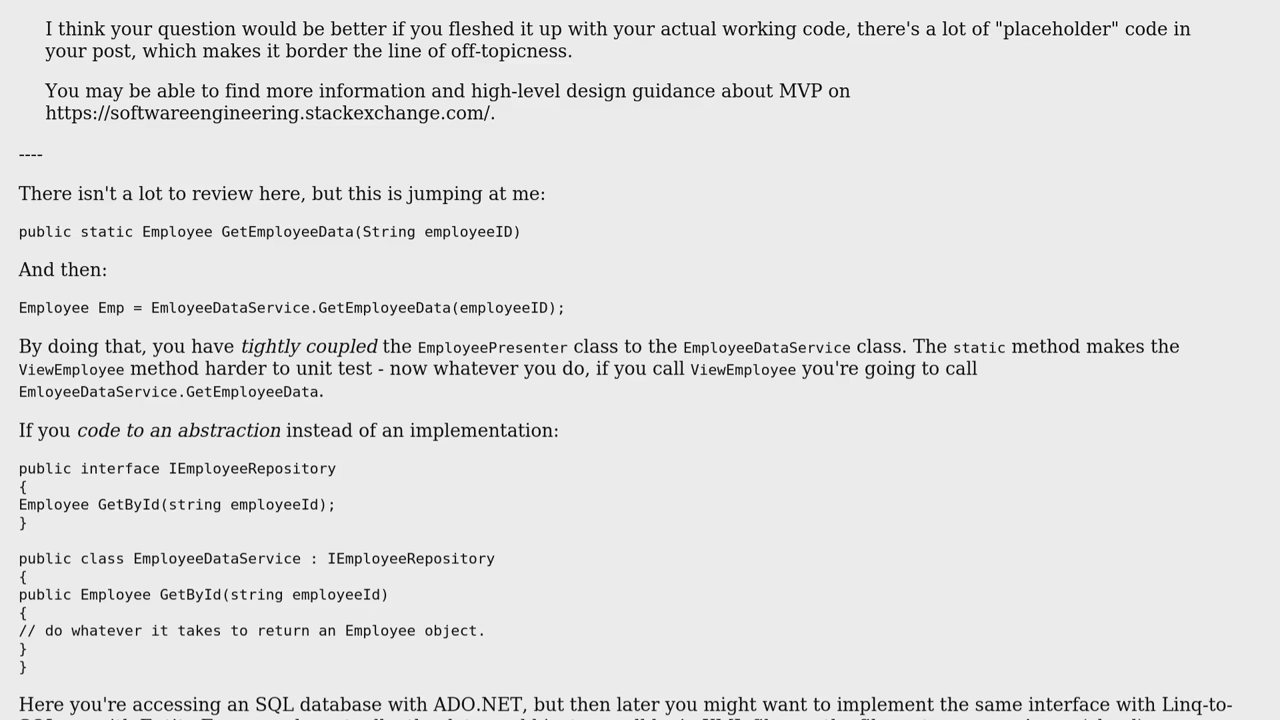 I think your question would be better if you fleshed it up with your actual working code, there's a lot of "placeholder" code in
your post, which makes it border the line of off-topicness.
You may be able to find more information and high-level design guidance about MVP on
https://softwareengineering.stackexchange.com/.
----
There isn't a lot to review here, but this is jumping at me:
public static Employee GetEmployeeData(String employeeID)
And then:
Employee Emp = EmloyeeDataService.GetEmployeeData(employeeID);
By doing that, you have tightly coupled the EmployeePresenter class to the EmployeeDataService class. The static method makes the
ViewEmployee method harder to unit test - now whatever you do, if you call ViewEmployee you're going to call
EmloyeeDataService.GetEmployeeData.
If you code to an abstraction instead of an implementation:
public interface IEmployeeRepository
{
Employee GetById(string employeeId);
}
public class EmployeeDataService : IEmployeeRepository
{
public Employee GetById(string employeeId)
{
// do whatever it takes to return an Employee object.
}
}
Here you're accessing an SQL database with ADO.NET, but then later you might want to implement the same interface with Linq-to-